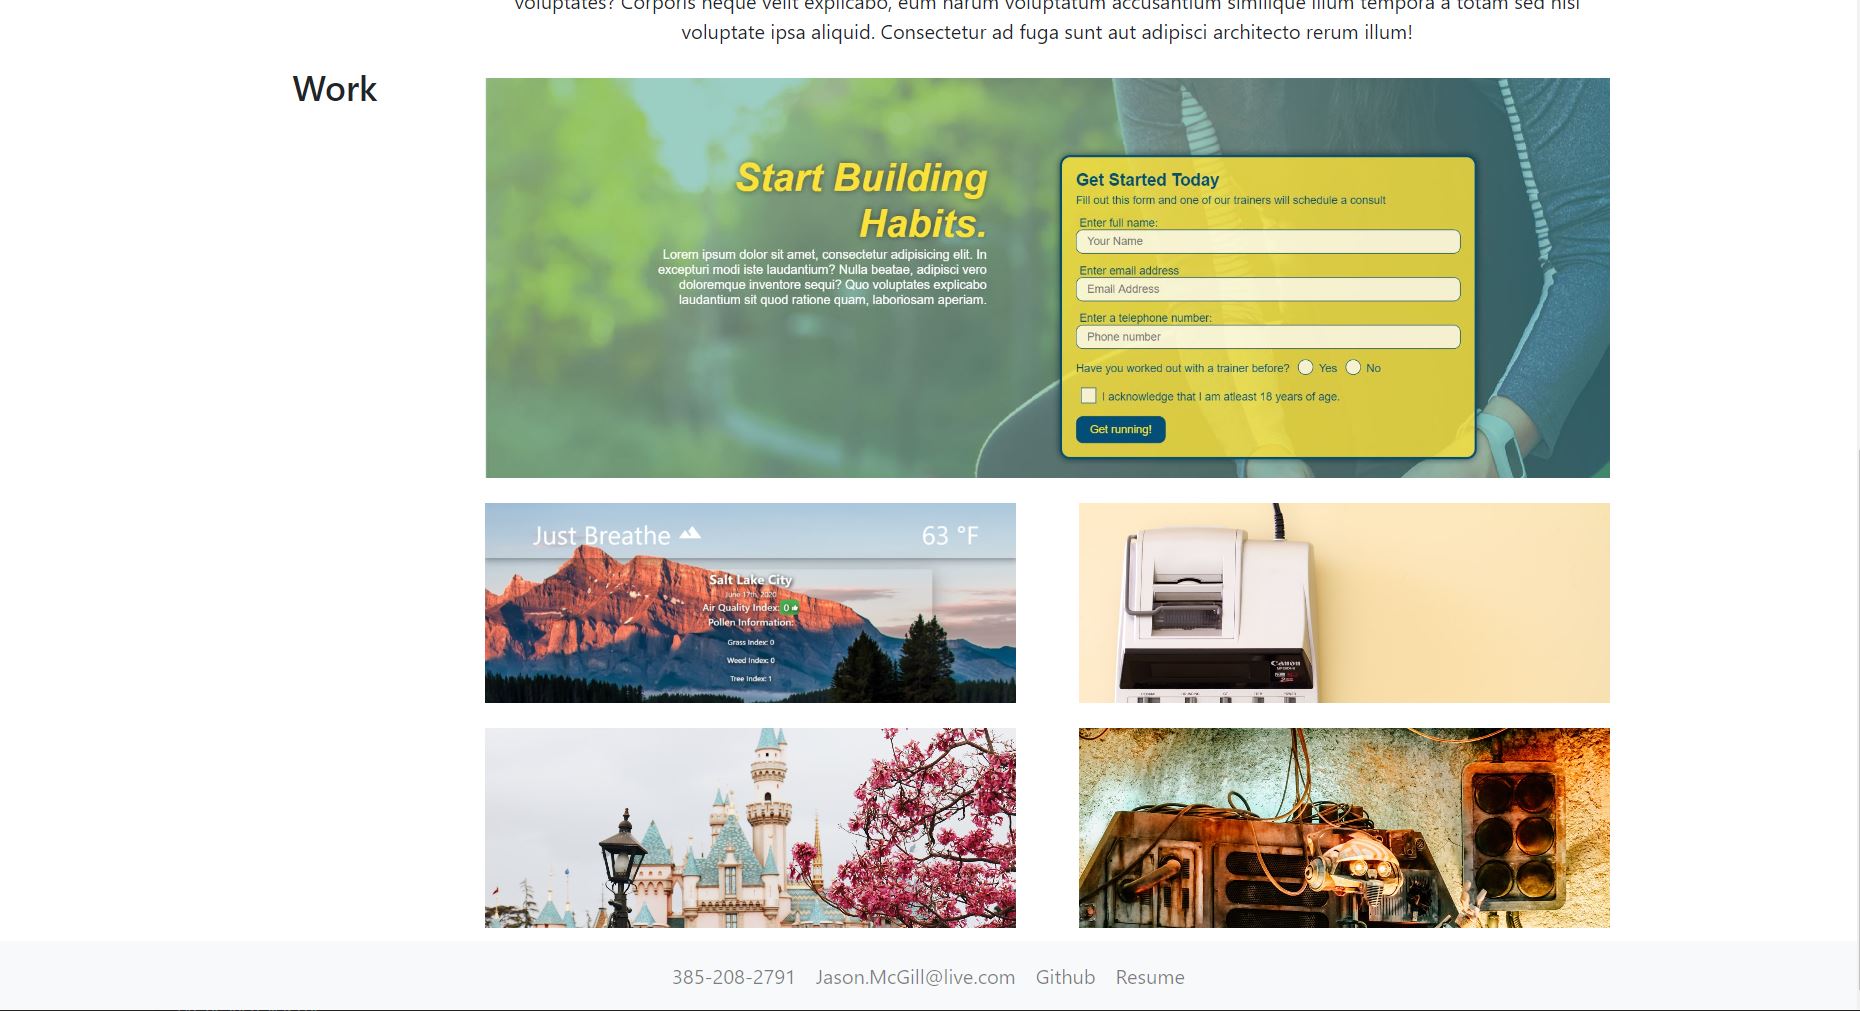 voluptates? Corporis neque velit explicabo, eum harum voluptatum accusantium similique illum tempora a totam sed nisi
voluptate ipsa aliquid. Consectetur ad fuga sunt aut adipisci architecto rerum illum!
Work
Start Building
Habits.
Lorem ipsum dolor sit amet, consectetur adipisicing elit. In
excepturi modi iste laudantium? Nulla beatae, adipisci vero
doloremque inventore sequi? Quo voluptates explicabo
laudantium sit quod ratione quam, laboriosam aperiam.
Get Started Today
Fill out this form and one of our trainers will schedule a consult
Enter full name:
Your Name
Enter email address
Email Address
Enter a telephone number:
Phone number
Have you worked out with a trainer before? Yes No
I acknowledge that I am atleast 18 years of age.
Get running!
Just Breathe 63 °F
Salt Lake City
June 17th, 2020
Air Quality Index: 0
Pollen Information:
Grass Index: 0
Weed Index: 0
Tree Index: 1
Canon
385-208-2791 Jason.McGill@live.com Github Resume